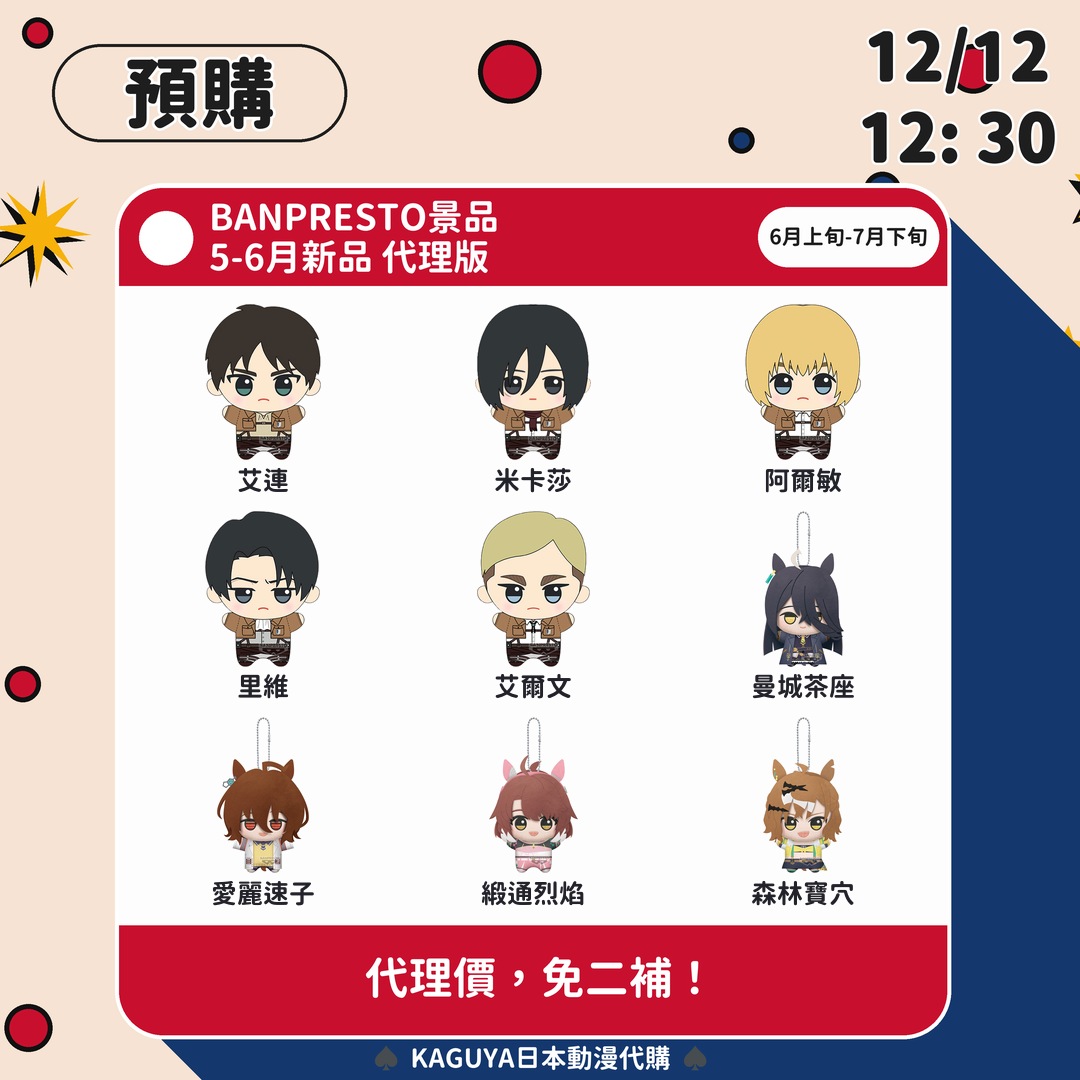 預購
12/12
12: 30
BANPRESTO景品
5-6月新品 代理版
6月上旬-7月下旬
艾連
米卡莎
阿爾敏
里維
艾爾文
曼城茶座
愛麗速子
緞通烈焰
森林寶穴
代理價，免二補！
KAGUYA日本動漫代購